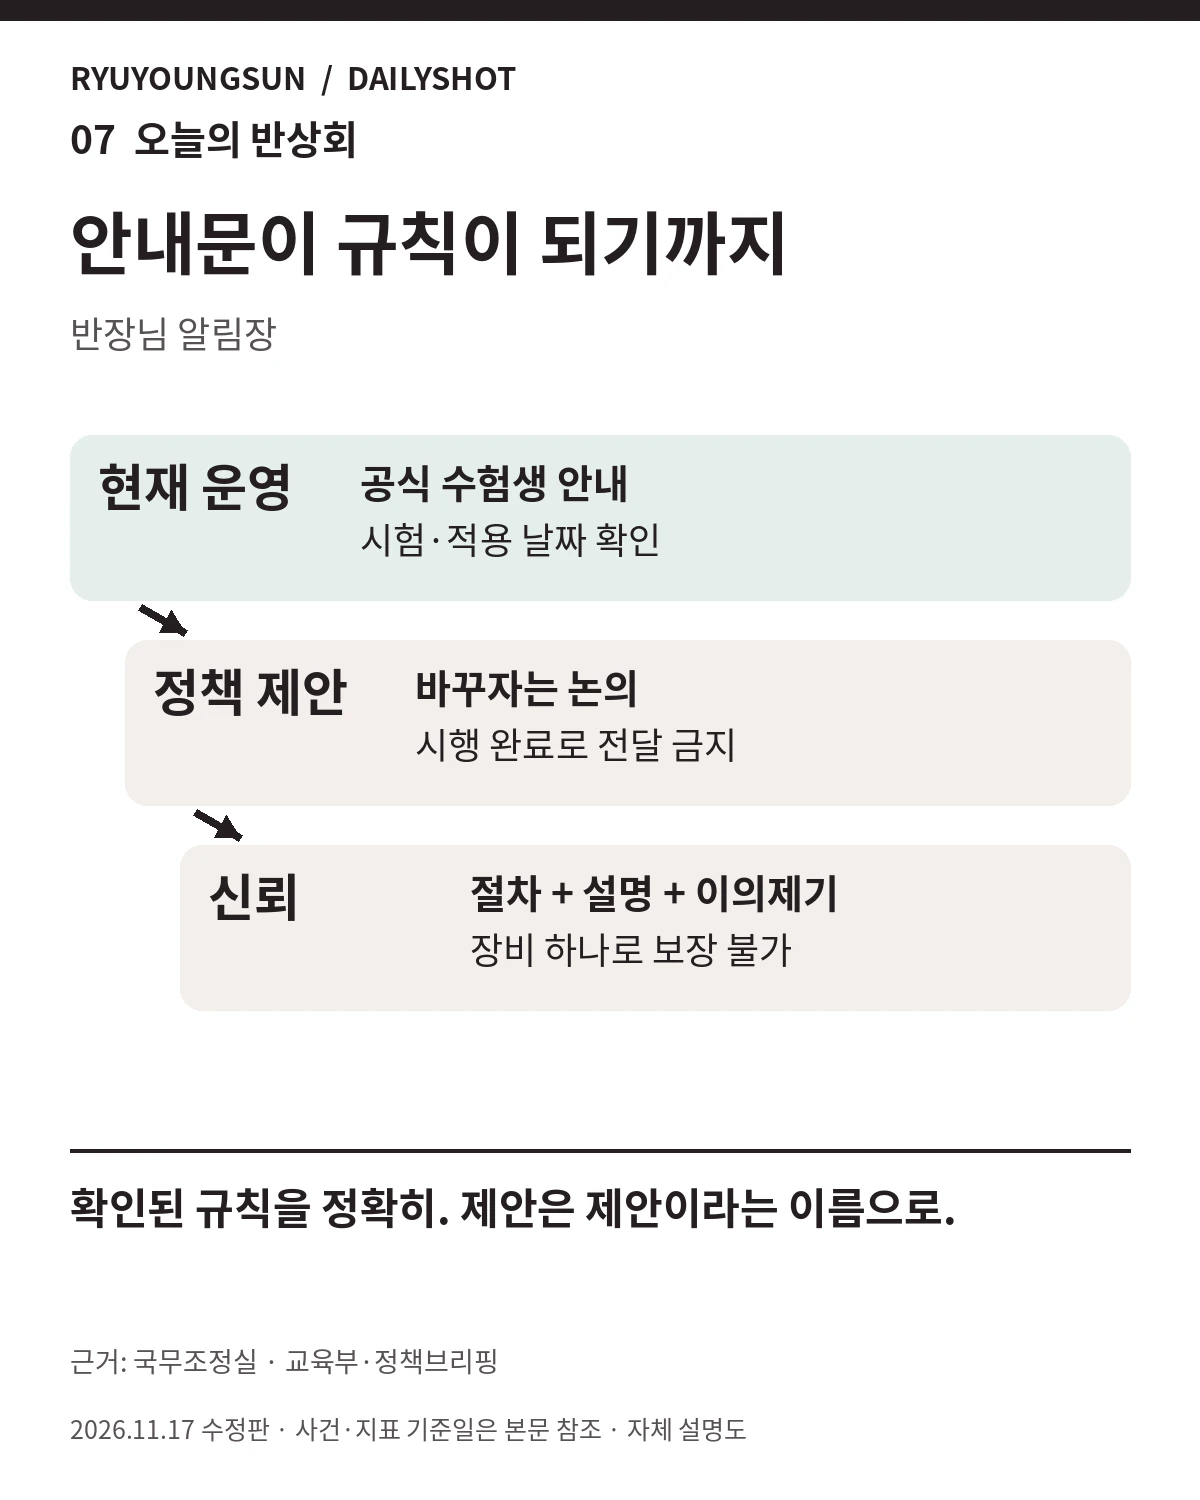 RYUYOUNGSUN / DAILYSHOT
07 오늘의 반상회
안내문이 규칙이 되기까지
반장님 알림장
현재 운영
공식 수험생 안내
시험·적용 날짜 확인
정책 제안
바꾸자는 논의
시행 완료로 전달 금지
신뢰
절차 + 설명 + 이의제기
장비 하나로 보장 불가
확인된 규칙을 정확히. 제안은 제안이라는 이름으로.
근거: 국무조정실 · 교육부·정책브리핑
2026.11.17 수정판 · 사건·지표 기준일은 본문 참조 · 자체 설명도